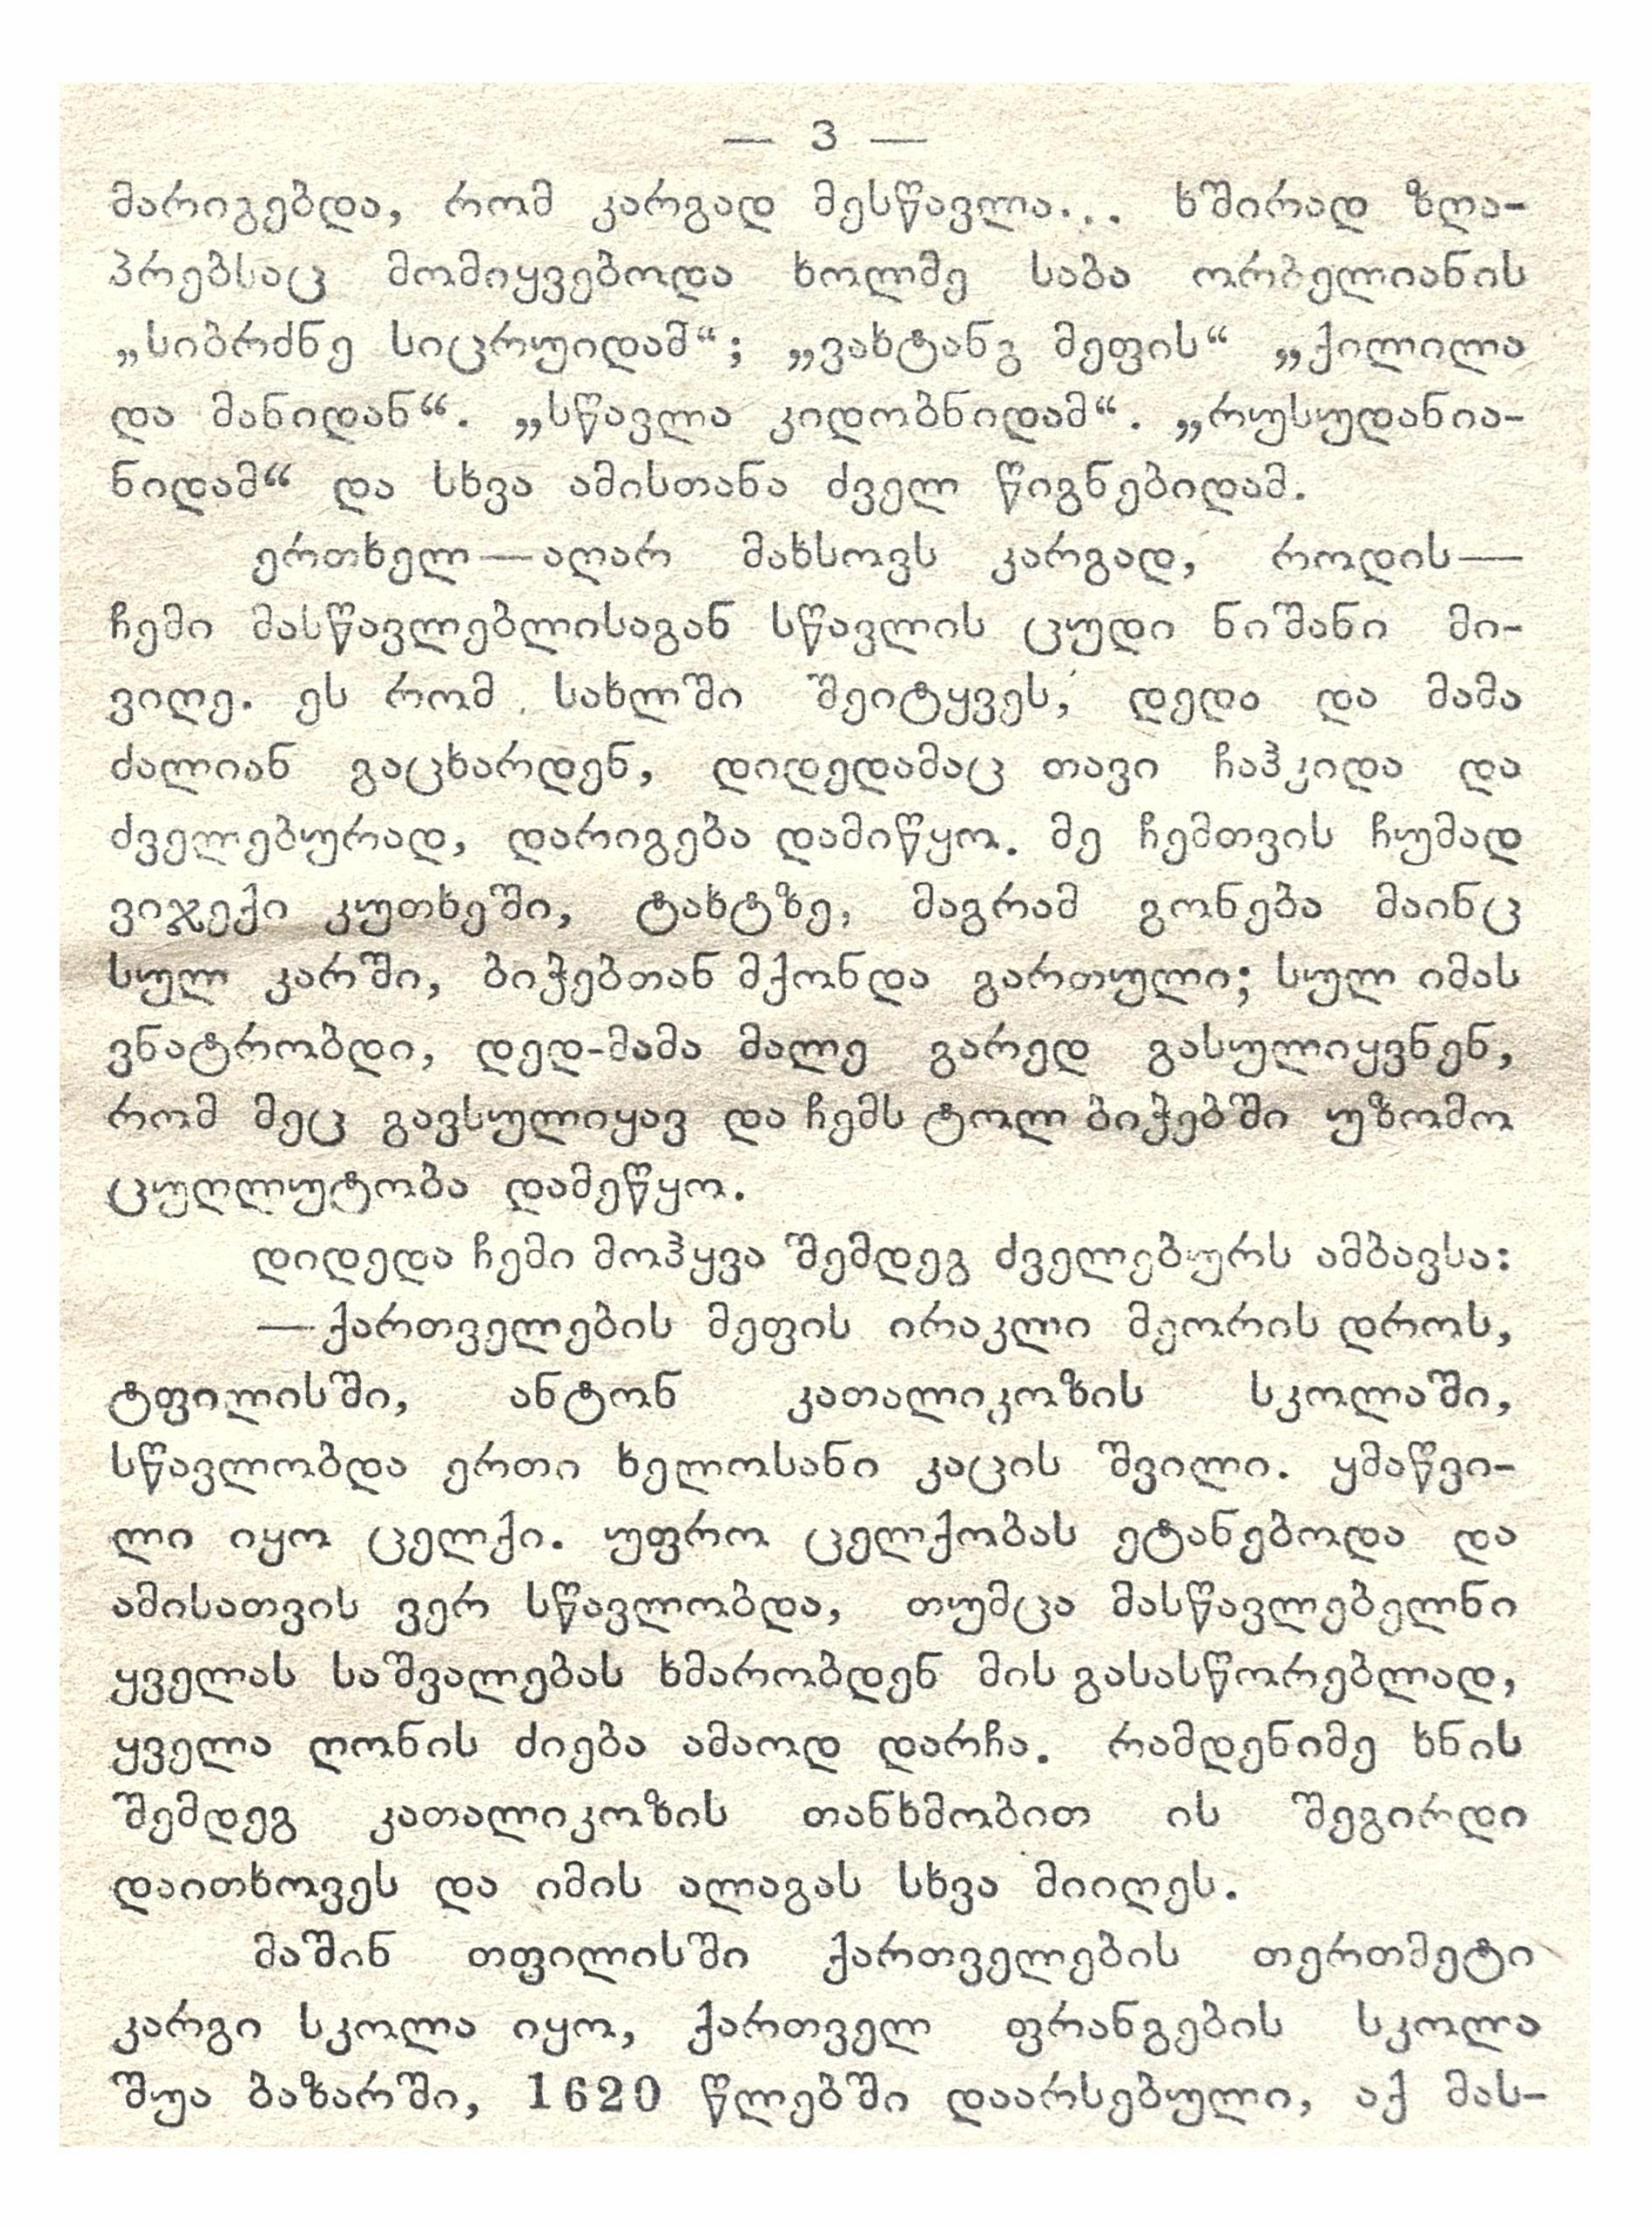 — 3 —
მარიგებდა, რომ კარგად მესწავლა... ხშირად ზღა-
პრებსაც მომიყვებოდა ხოლმე საბა ორბელიანის
„სიბრძნე სიცრუიდამ“; „ვახტანგ მეფის“ „ქილილა
და მანიდან“. „სწავლა კიდობნიდამ“. „რუსუდანია-
ნიდამ“ და სხვა ამისთანა ძველ წიგნებიდამ.
ერთხელ—აღარ მახსოვს კარგად, როდის—
ჩემი მასწავლებლისაგან სწავლის ცუდი ნიშანი მი-
ვიღე. ეს რომ სახლში შეიტყვეს, დედა და მამა
ძალიან გაცხარდენ, დიდედამაც თავი ჩაჰკიდა და
ძველებურად, დარიგება დამიწყო. მე ჩემთვის ჩუმად
ვიჯექი კუთხეში, ტახტზე, მაგრამ გონება მაინც
სულ კარში, ბიჭებთან მქონდა გართული; სულ იმას
ვნატრობდი, დედ-მამა მალე გარედ გასულიყვნენ,
რომ მეც გავსულიყავ და ჩემს ტოლ ბიჭებში უზომო
ცუღლუტობა დამეწყო.
დიდედა ჩემი მოჰყვა შემდეგ ძველებურს ამბავსა:
—ქართველების მეფის ირაკლი მეორის დროს,
ტფილისში, ანტონ კათალიკოზის სკოლაში,
სწავლობდა ერთი ხელოსანი კაცის შვილი. ყმაწვი-
ლი იყო ცელქი. უფრო ცელქობას ეტანებოდა და
ამისათვის ვერ სწავლობდა, თუმცა მასწავლებელნი
ყველას საშვალებას ხმარობდენ მის გასასწორებლად,
ყველა ღონის ძიება ამაოდ დარჩა. რამდენიმე ხნის
შემდეგ კათალიკოზის თანხმობით ის შეგირდი
დაითხოვეს და იმის ალაგას სხვა მიიღეს.
მაშინ თფილისში ქართველების თერთმეტი
კარგი სკოლა იყო, ქართველ ფრანგების სკოლა
შუა ბაზარში, 1620 წლებში დაარსებული, აქ მას-